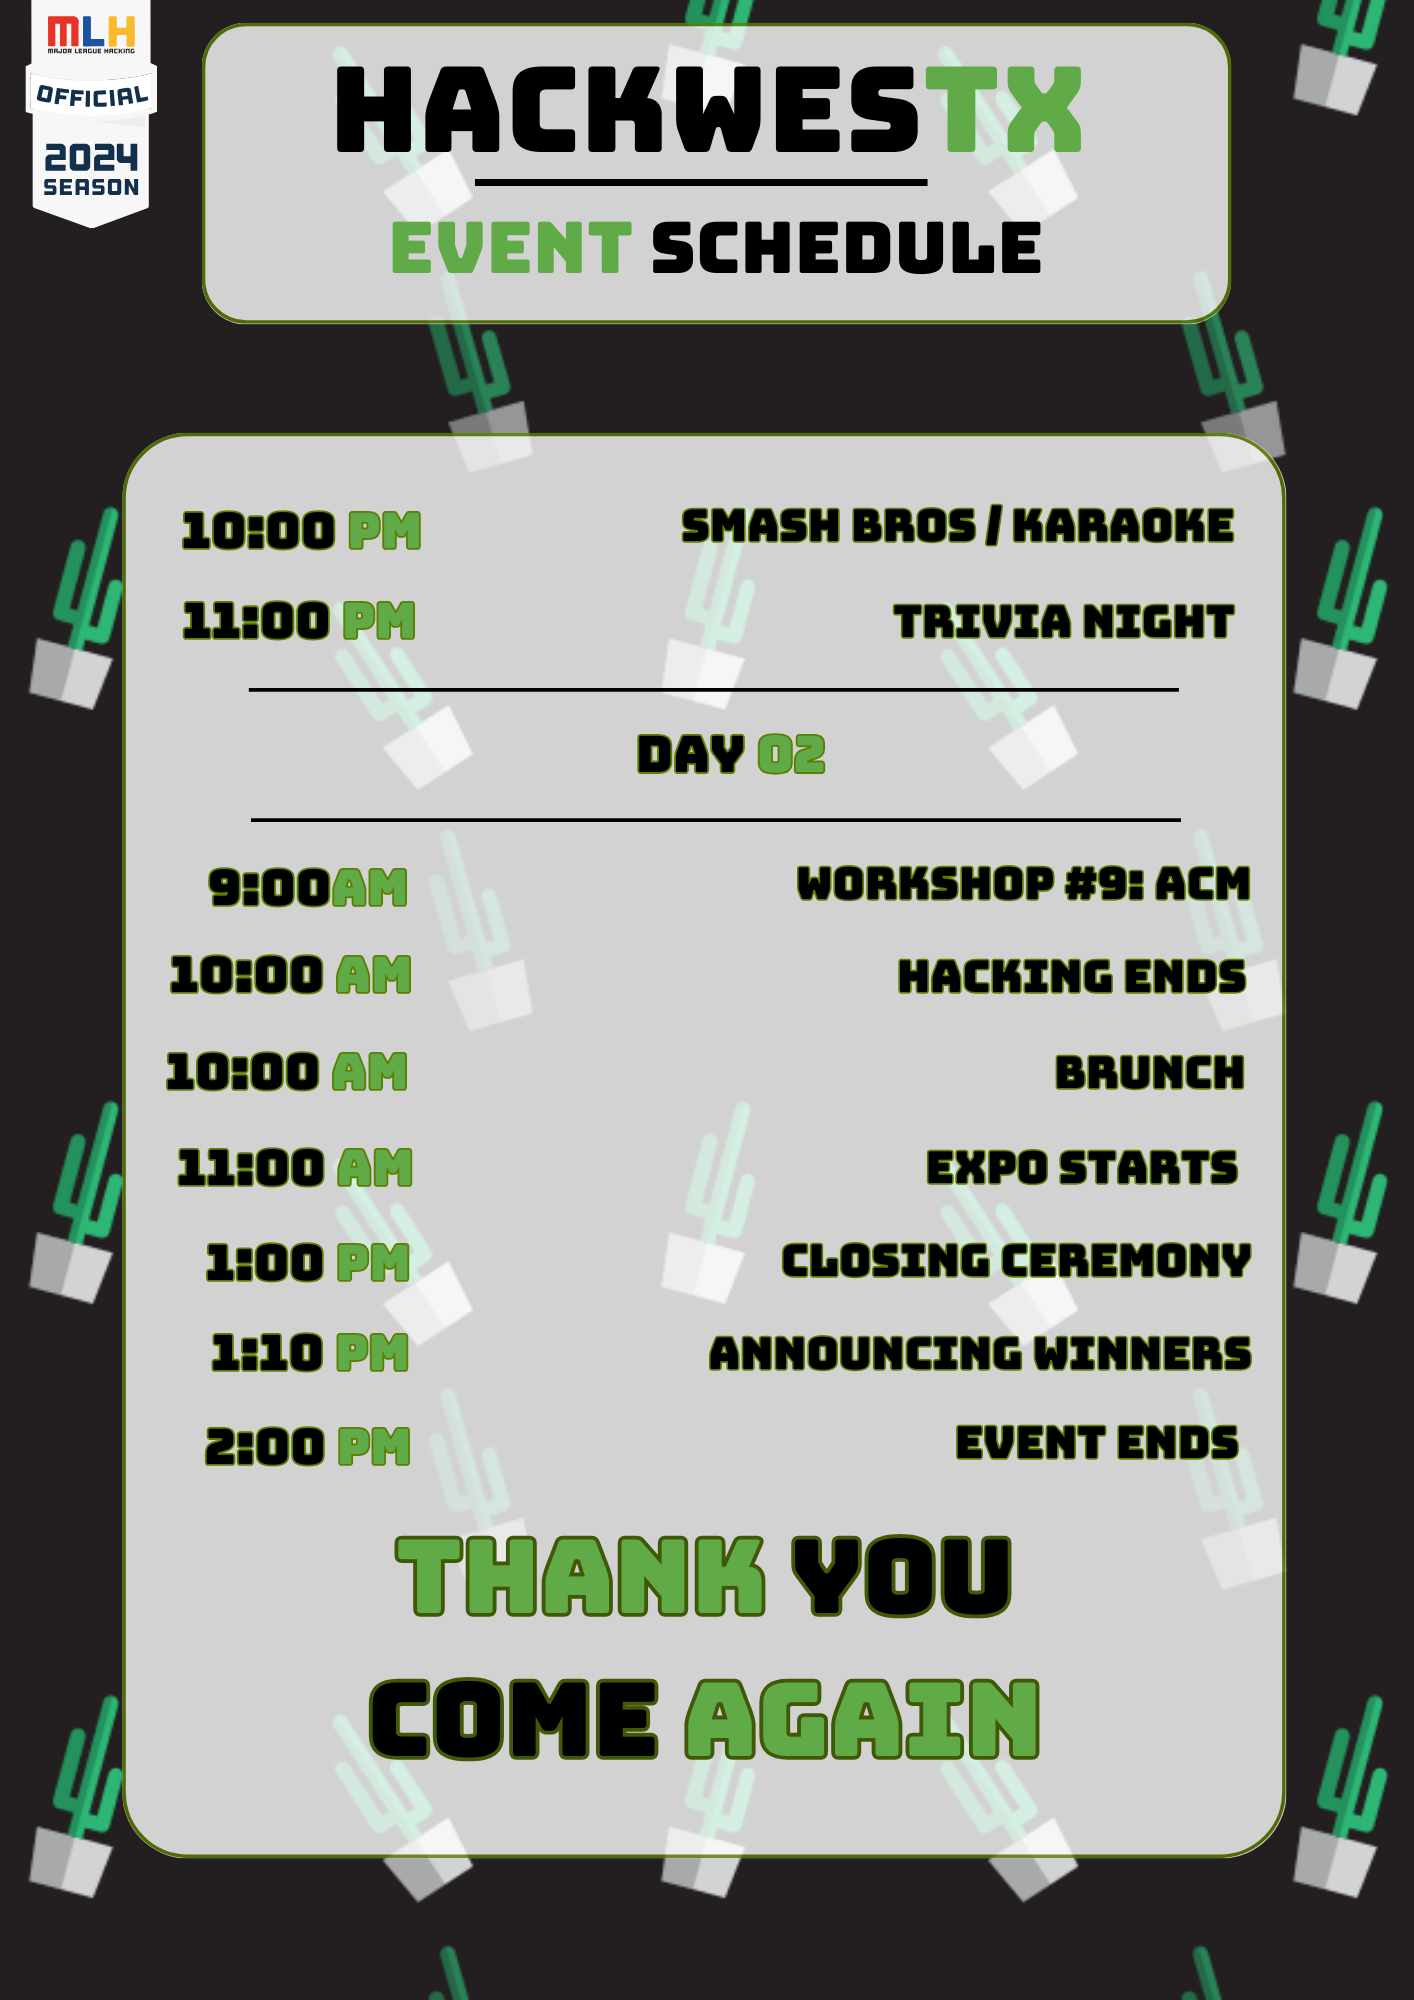 MLH
MAJOR LEAGUE HACKING
OFFICIAL
2024
SEASON
HACKWESTX
EVENT SCHEDULE
10:00 PM SMASH BROS / KARAOKE
11:00 PM TRIVIA NIGHT
DAY 02
9:00AM WORKSHOP #9: ACM
10:00 AM HACKING ENDS
10:00 AM BRUNCH
11:00 AM EXPO STARTS
1:00 PM CLOSING CEREMONY
1:10 PM ANNOUNCING WINNERS
2:00 PM EVENT ENDS
THANK YOU
COME AGAIN